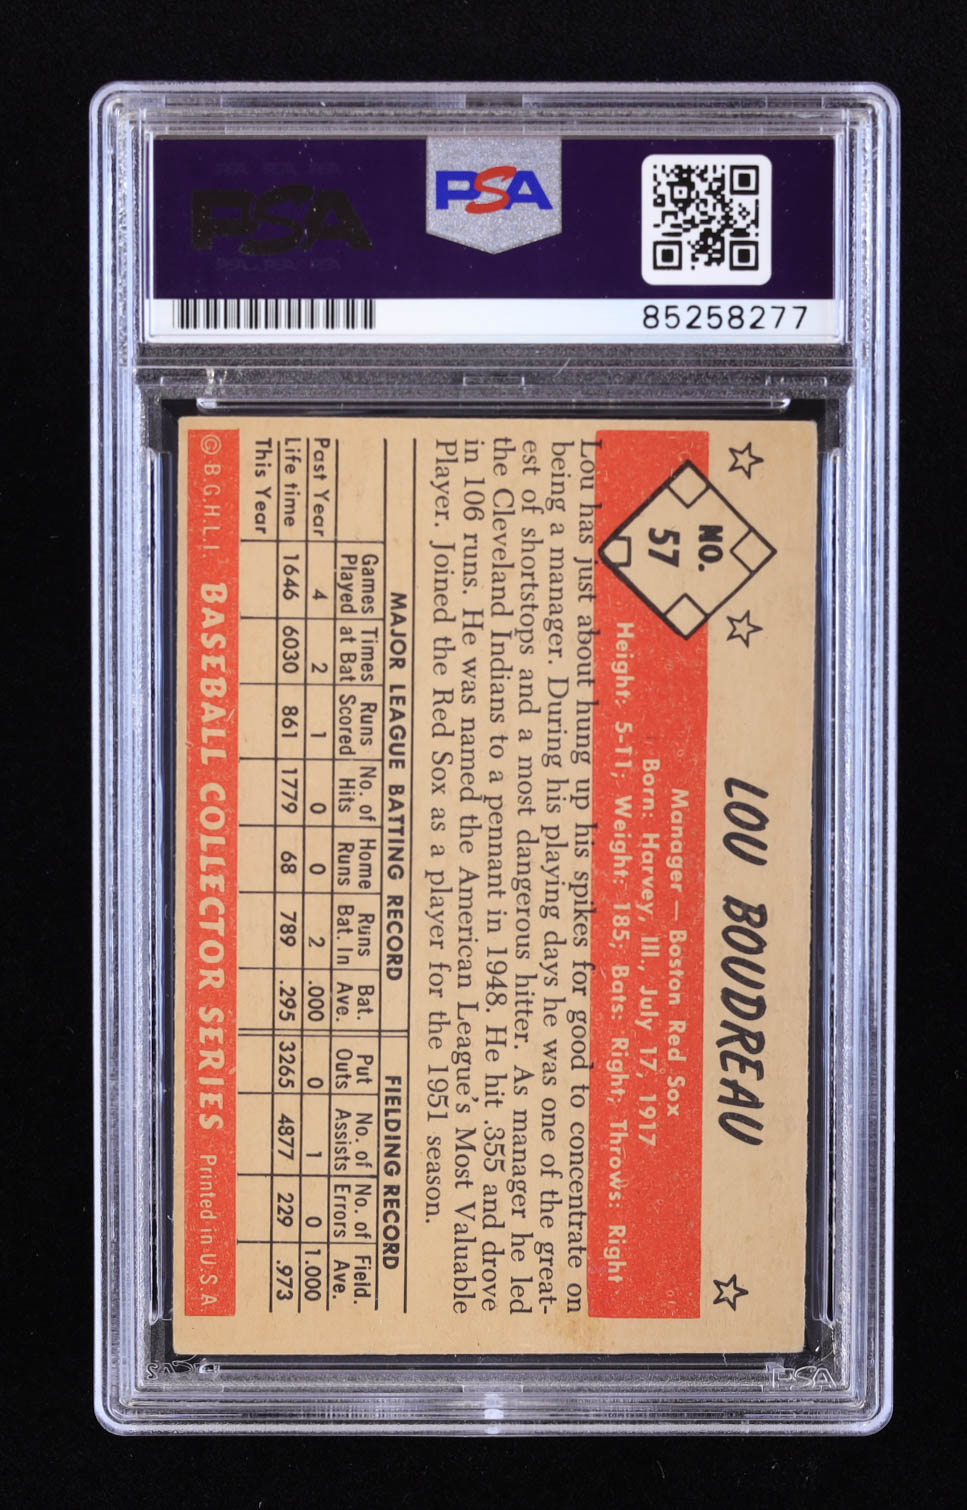 PSA
PSA
85258277
NO.
57
LOU BOUDREAU
Manager — Boston Red Sox
Born: Harvey, Ill., July 17, 1917
Height: 5-11; Weight: 185; Bats: Right; Throws: Right
Lou has just about hung up his spikes for good to concentrate on
being a manager. During his playing days he was one of the great-
est of shortstops and a most dangerous hitter. As manager he led
the Cleveland Indians to a pennant in 1948. He hit .355 and drove
in 106 runs. He was named the American League's Most Valuable
Player. Joined the Red Sox as a player for the 1951 season.
MAJOR LEAGUE BATTING RECORD FIELDING RECORD
Games Times Runs No. of Home Runs Bat. Put No. of No. of Field.
Played at Bat Scored Hits Runs Bat. In Ave. Outs Assists Errors Ave.
Past Year 4 2 1 0 0 2 .000 0 1 0 1.000
Life time 1646 6030 861 1779 68 789 .295 3265 4877 229 .973
This Year
© B.G.H.L.I. BASEBALL COLLECTOR SERIES Printed in U.S.A.
PSA